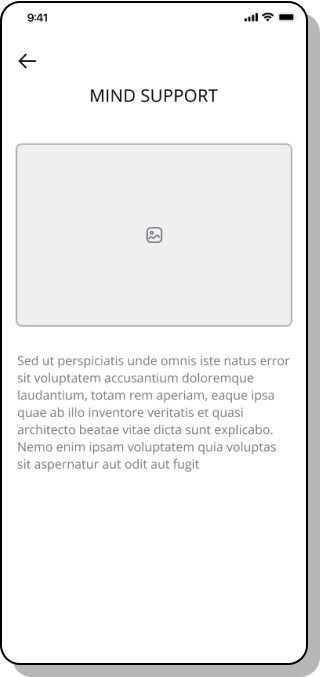 9:41
MIND SUPPORT
Sed ut perspiciatis unde omnis iste natus error
sit voluptatem accusantium doloremque
laudantium, totam rem aperiam, eaque ipsa
quae ab illo inventore veritatis et quasi
architecto beatae vitae dicta sunt explicabo.
Nemo enim ipsam voluptatem quia voluptas
sit aspernatur aut odit aut fugit